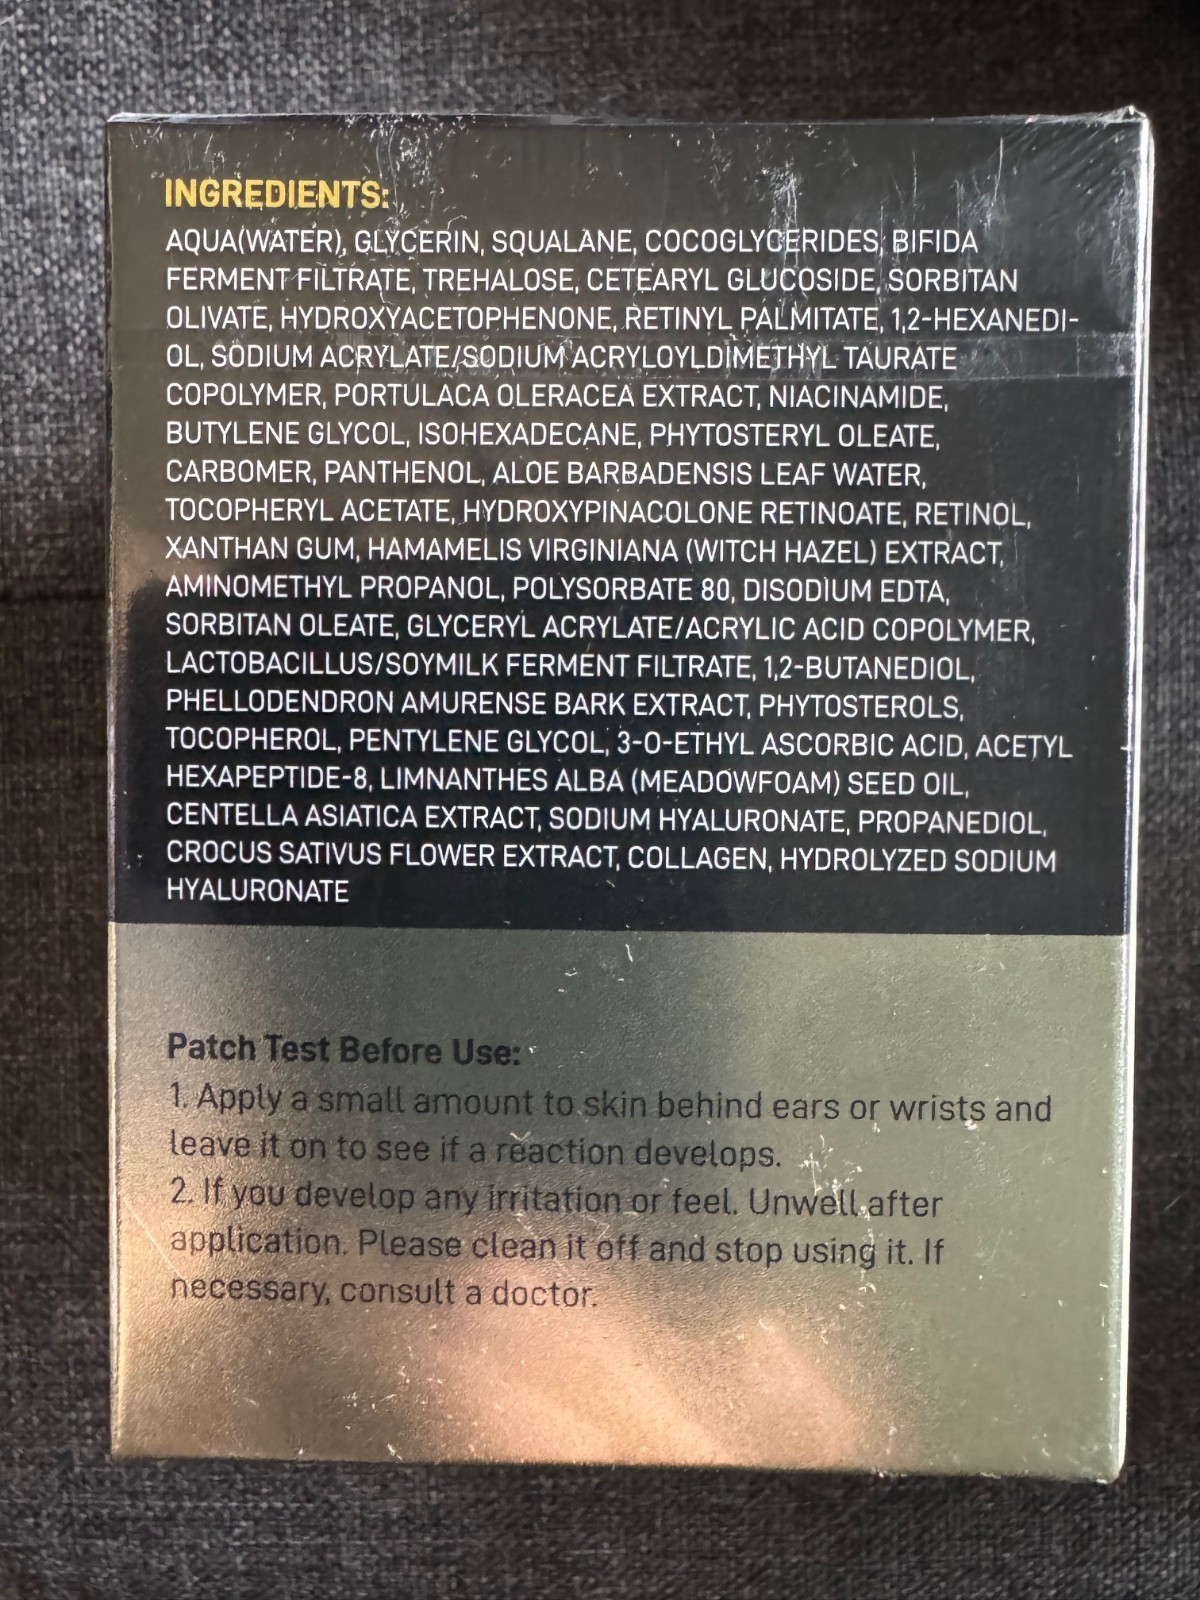 INGREDIENTS:
AQUA(WATER), GLYCERIN, SQUALANE, COCOGLYCERIDES, BIFIDA
FERMENT FILTRATE, TREHALOSE, CETEARYL GLUCOSIDE, SORBITAN
OLIVATE, HYDROXYACETOPHENONE, RETINYL PALMITATE, 1,2-HEXANEDI-
OL, SODIUM ACRYLATE/SODIUM ACRYLOYLDIMETHYL TAURATE
COPOLYMER, PORTULACA OLERACEA EXTRACT, NIACINAMIDE,
BUTYLENE GLYCOL, ISOHEXADECANE, PHYTOSTERYL OLEATE,
CARBOMER, PANTHENOL, ALOE BARBADENSIS LEAF WATER,
TOCOPHERYL ACETATE, HYDROXYPINACOLONE RETINOATE, RETINOL,
XANTHAN GUM, HAMAMELIS VIRGINIANA (WITCH HAZEL) EXTRACT,
AMINOMETHYL PROPANOL, POLYSORBATE 80, DISODIUM EDTA,
SORBITAN OLEATE, GLYCERYL ACRYLATE/ACRYLIC ACID COPOLYMER,
LACTOBACILLUS/SOYMILK FERMENT FILTRATE, 1,2-BUTANEDIOL,
PHELLODENDRON AMURENSE BARK EXTRACT, PHYTOSTEROLS,
TOCOPHEROL, PENTYLENE GLYCOL, 3-O-ETHYL ASCORBIC ACID, ACETYL
HEXAPEPTIDE-8, LIMNANTHES ALBA (MEADOWFOAM) SEED OIL,
CENTELLA ASIATICA EXTRACT, SODIUM HYALURONATE, PROPANEDIOL,
CROCUS SATIVUS FLOWER EXTRACT, COLLAGEN, HYDROLYZED SODIUM
HYALURONATE
Patch Test Before Use:
1. Apply a small amount to skin behind ears or wrists and
leave it on to see if a reaction develops.
2. If you develop any irritation or feel. Unwell after
application. Please clean it off and stop using it. If
necessary, consult a doctor.